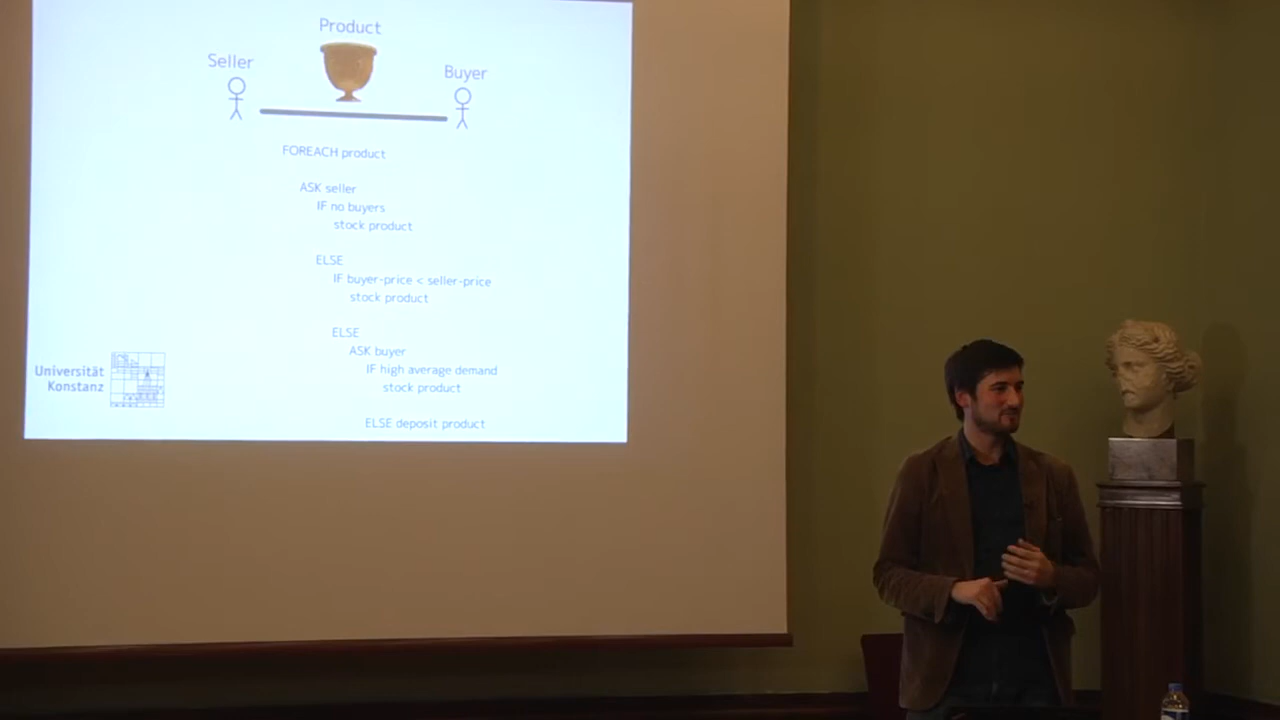 Product
Seller
Buyer
FOREACH product
ASK seller
IF no buyers
stock product
ELSE
IF buyer-price < seller-price
stock product
ELSE
ASK buyer
IF high average demand
stock product
ELSE deposit product
Universität
Konstanz